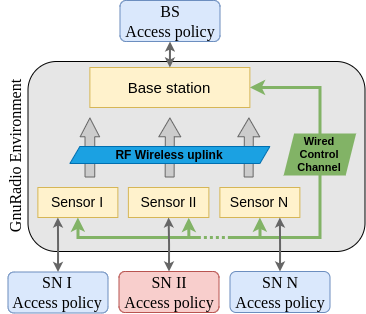 BS
Access policy
GnuRadio Environment
Base station
RF Wireless uplink
Wired
Control
Channel
Sensor I
Sensor II
Sensor N
SN I
Access policy
SN II
Access policy
SN N
Access policy